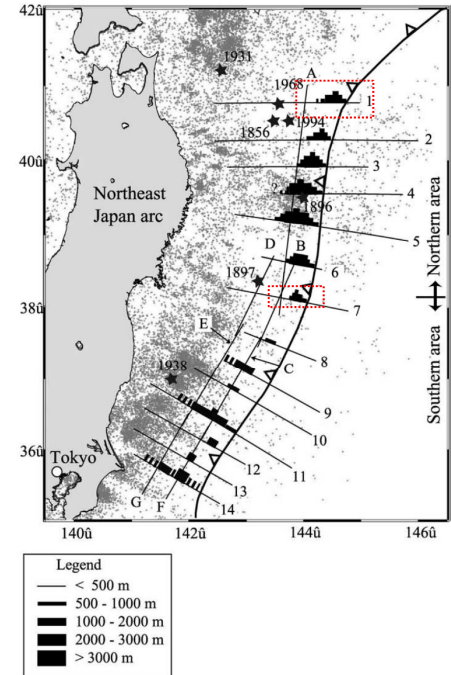 42û
40û
38û
36û
140û
142û
144û
146û
1931
A
1968
1
1856
1994
2
3
Northeast
Japan arc
?
4
1896
5
D
B
1897
6
7
Northern area
Southern area
E
8
C
9
1938
10
11
Tokyo
12
13
G
F
14
Legend
< 500 m
500 - 1000 m
1000 - 2000 m
2000 - 3000 m
> 3000 m